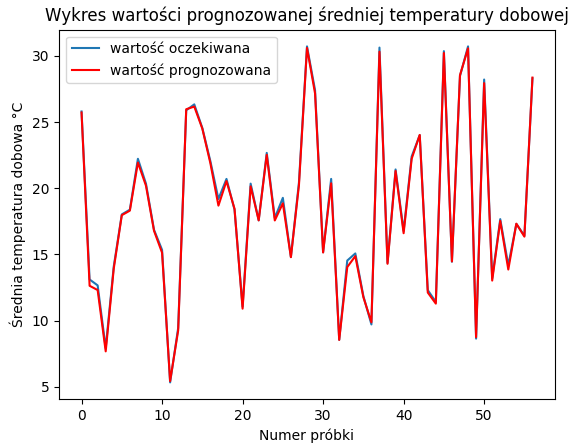 Wykres wartości prognozowanej średniej temperatury dobowej
wartość oczekiwana
wartość prognozowana
Średnia temperatura dobowa °C
30
25
20
15
10
5
0 10 20 30 40 50
Numer próbki